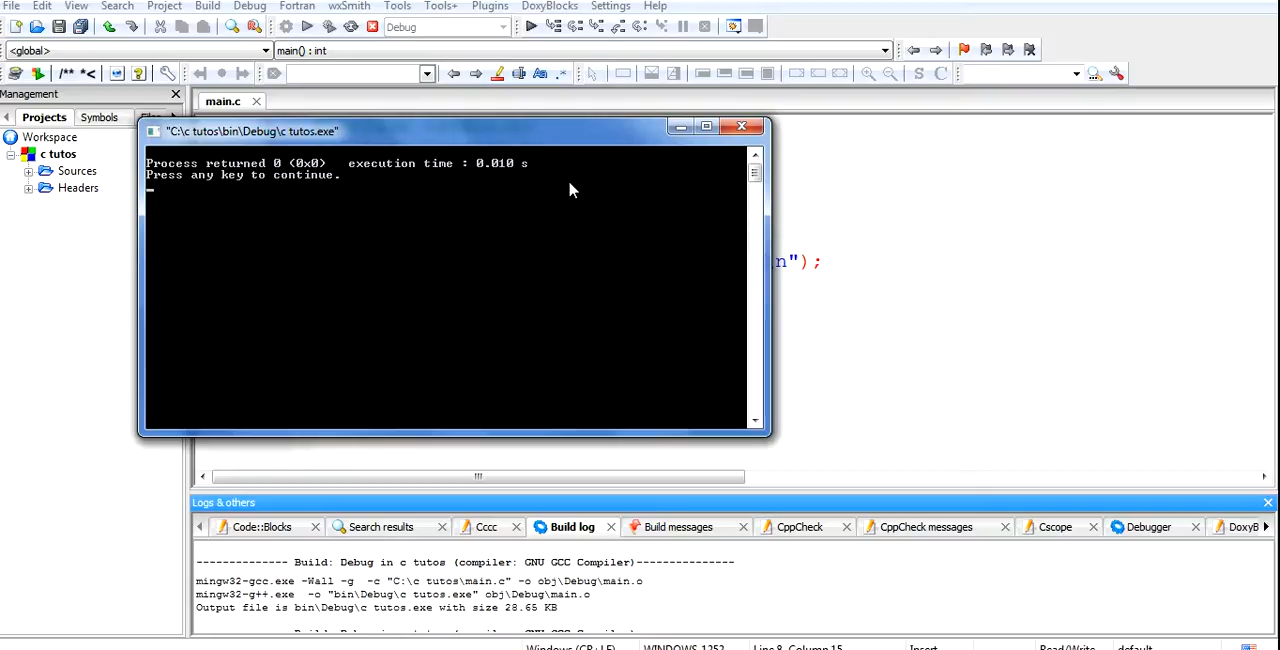 File Edit View Search Project Build Debug Fortran wxSmith Tools Tools+ Plugins DoxyBlocks Settings Help
Debug
<global> main() : int
/** *<
S C
Management
main.c
Projects Symbols
Workspace
c tutos
Sources
Headers
"C:\c tutos\bin\Debug\c tutos.exe"
Process returned 0 (0x0) execution time : 0.010 s
Press any key to continue.
n");
Logs & others
Code::Blocks Search results Cccc Build log Build messages CppCheck CppCheck messages Cscope Debugger DoxyB
-------------- Build: Debug in c tutos (compiler: GNU GCC Compiler)---------------
mingw32-gcc.exe -Wall -g -c "C:\c tutos\main.c" -o obj\Debug\main.o
mingw32-g++.exe -o "bin\Debug\c tutos.exe" obj\Debug\main.o
Output file is bin\Debug\c tutos.exe with size 28.65 KB
Windows (CR+LF) WINDOWS-1252 Line 8, Column 15 Insert Read/Write default